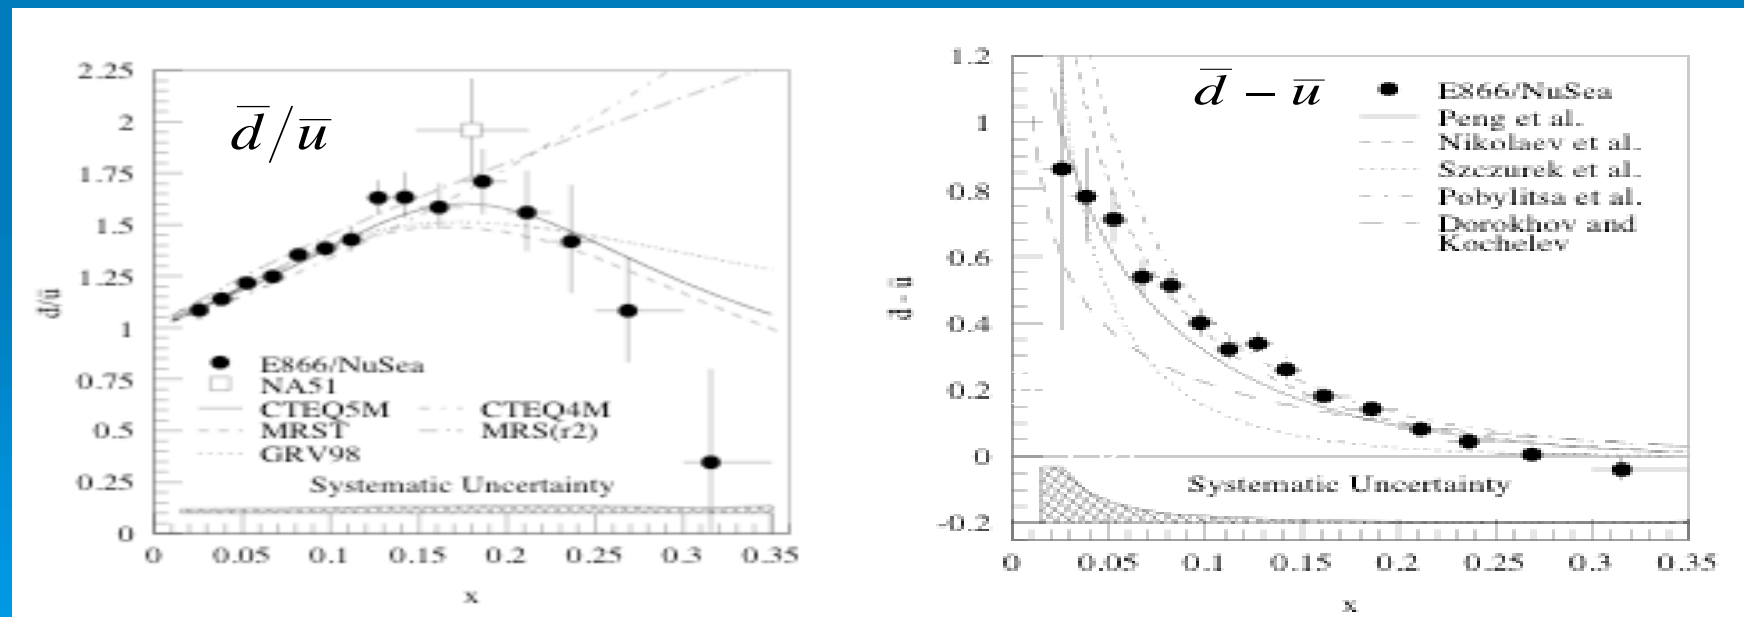 2.25
2
1.75
1.5
1.25
1
0.75
0.5
0.25
0
d̅/u̅
d̅/u̅
E866/NuSea
NA51
CTEQ5M
CTEQ4M
MRST
MRS(r2)
GRV98
Systematic Uncertainty
0 0.05 0.1 0.15 0.2 0.25 0.3 0.35
x
1.2
1
0.8
0.6
0.4
0.2
0
-0.2
d̅ - u̅
d̅ − u̅
E866/NuSea
Peng et al.
Nikolaev et al.
Szczurek et al.
Pobylitsa et al.
Dorokhov and
Kochelev
Systematic Uncertainty
0 0.05 0.1 0.15 0.2 0.25 0.3 0.35
x